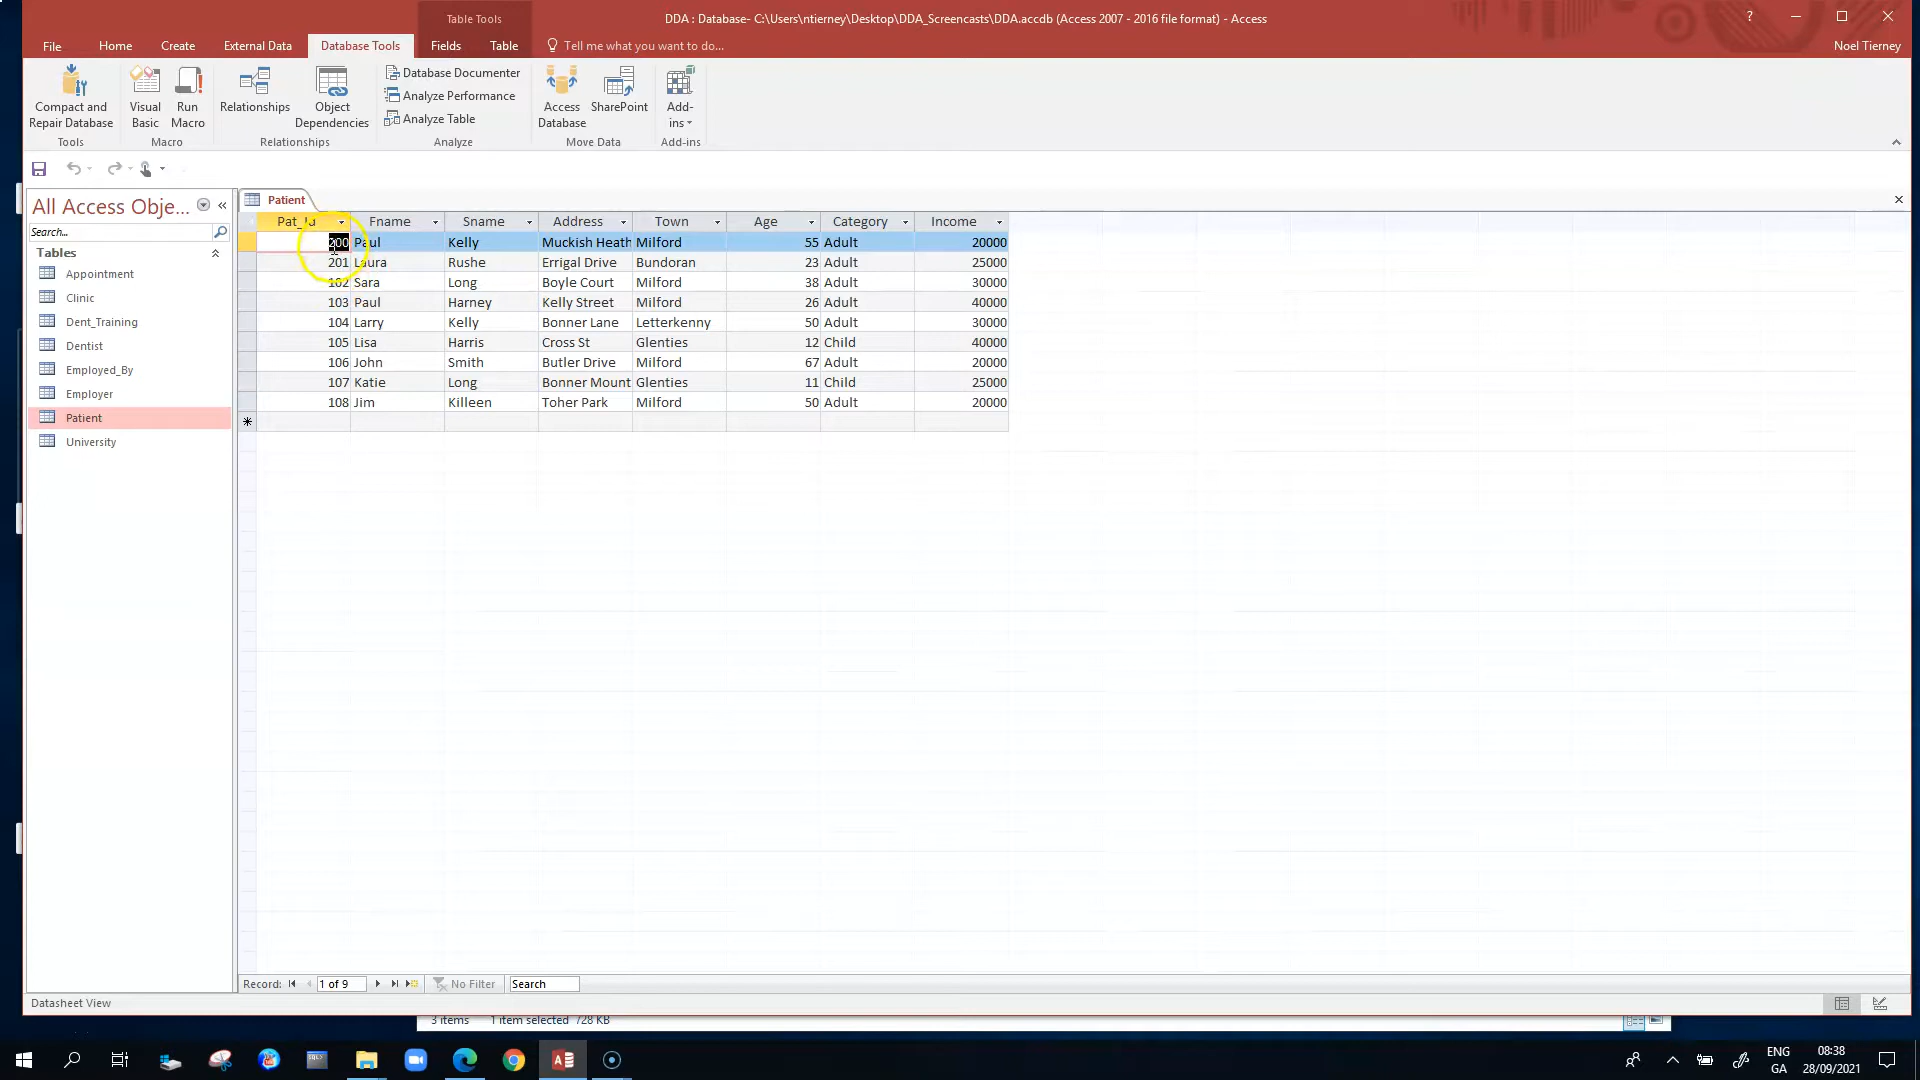 Table Tools
DDA : Database- C:\Users\ntierney\Desktop\DDA_Screencasts\DDA.accdb (Access 2007 - 2016 file format) - Access
?
File Home Create External Data Database Tools Fields Table Tell me what you want to do... Noel Tierney
Compact and Repair Database
Tools
Visual Basic
Run Macro
Macro
Relationships
Object Dependencies
Relationships
Database Documenter
Analyze Performance
Analyze Table
Analyze
Access Database
SharePoint
Move Data
Add-ins
Add-ins
All Access Obje... «
Search...
Tables
Appointment
Clinic
Dent_Training
Dentist
Employed_By
Employer
Patient
University
Patient
Pat_Id Fname Sname Address Town Age Category Income
200 Paul Kelly Muckish Heath Milford 55 Adult 20000
201 Laura Rushe Errigal Drive Bundoran 23 Adult 25000
102 Sara Long Boyle Court Milford 38 Adult 30000
103 Paul Harney Kelly Street Milford 26 Adult 40000
104 Larry Kelly Bonner Lane Letterkenny 50 Adult 30000
105 Lisa Harris Cross St Glenties 12 Child 40000
106 John Smith Butler Drive Milford 67 Adult 20000
107 Katie Long Bonner Mount Glenties 11 Child 25000
108 Jim Killeen Toher Park Milford 50 Adult 20000
Record: 1 of 9 No Filter Search
Datasheet View
3 items 1 item selected 728 KB
ENG
GA
08:38
28/09/2021